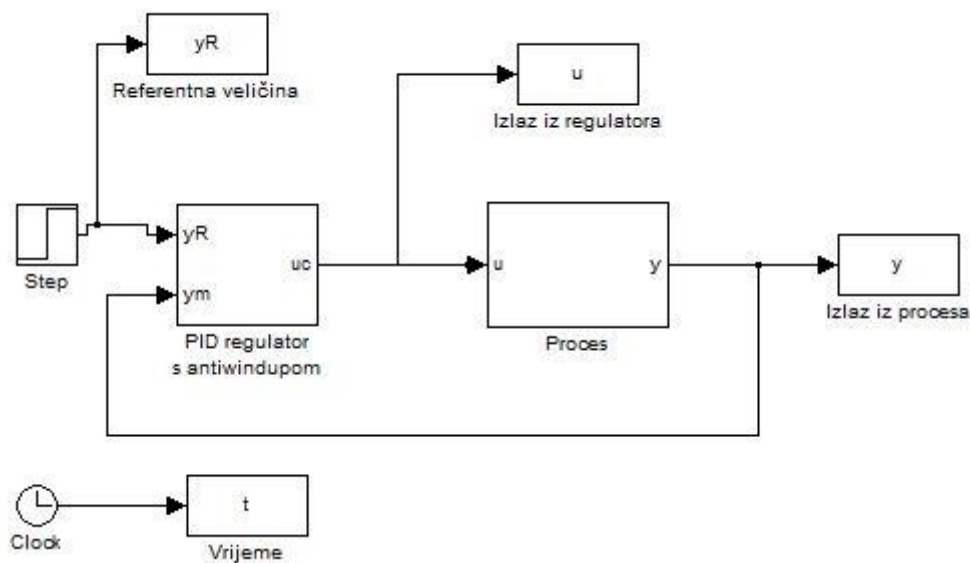 yR
Referentna veličina
u
Izlaz iz regulatora
Step
yR
ym
uc
PID regulator
s antiwindupom
u
y
Proces
y
Izlaz iz procesa
Clock
t
Vrijeme